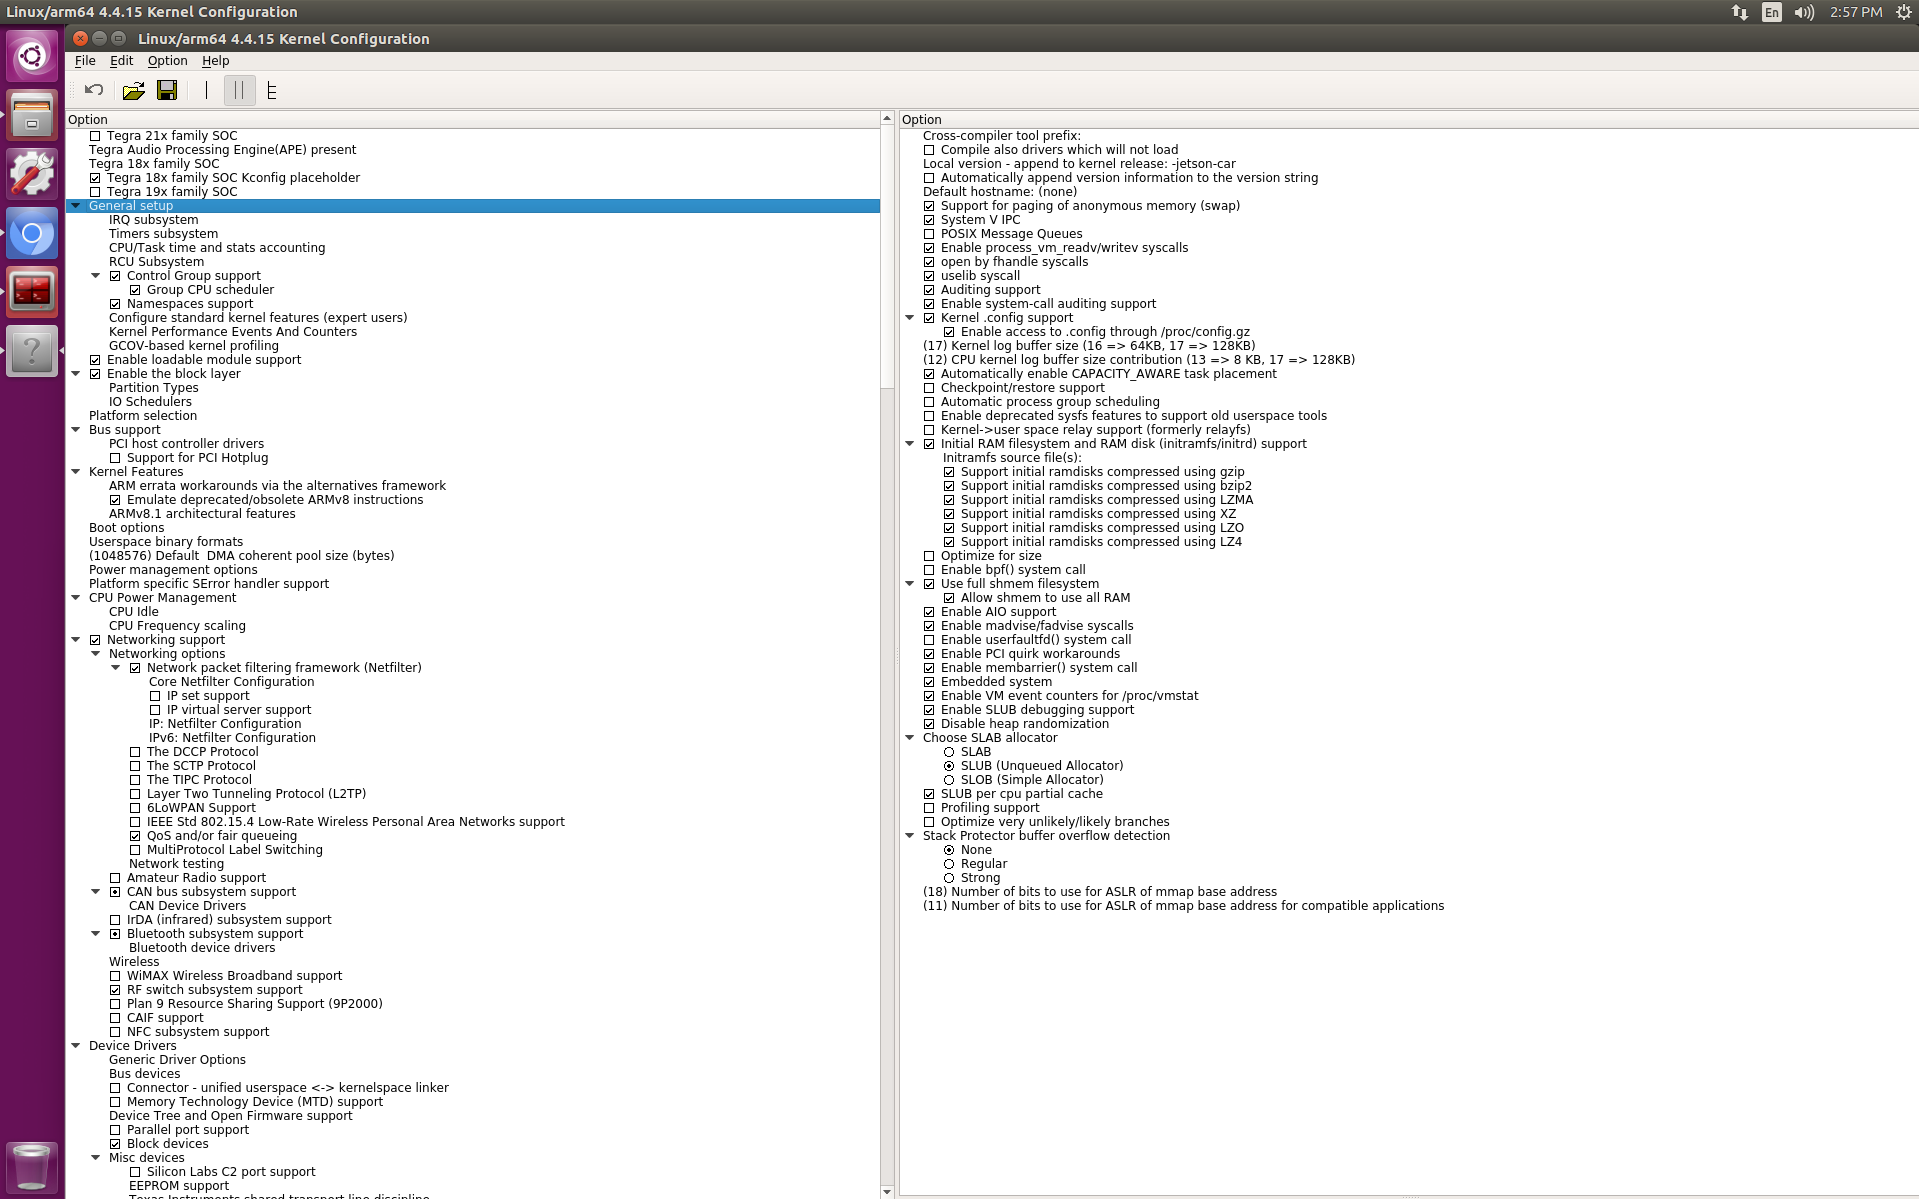 Linux/arm64 4.4.15 Kernel Configuration
En
2:57 PM
Linux/arm64 4.4.15 Kernel Configuration
File Edit Option Help
Option
Tegra 21x family SOC
Tegra Audio Processing Engine(APE) present
Tegra 18x family SOC
Tegra 18x family SOC Kconfig placeholder
Tegra 19x family SOC
General setup
IRQ subsystem
Timers subsystem
CPU/Task time and stats accounting
RCU Subsystem
Control Group support
Group CPU scheduler
Namespaces support
Configure standard kernel features (expert users)
Kernel Performance Events And Counters
GCOV-based kernel profiling
Enable loadable module support
Enable the block layer
Partition Types
IO Schedulers
Platform selection
Bus support
PCI host controller drivers
Support for PCI Hotplug
Kernel Features
ARM errata workarounds via the alternatives framework
Emulate deprecated/obsolete ARMv8 instructions
ARMv8.1 architectural features
Boot options
Userspace binary formats
(1048576) Default  DMA coherent pool size (bytes)
Power management options
Platform specific SError handler support
CPU Power Management
CPU Idle
CPU Frequency scaling
Networking support
Networking options
Network packet filtering framework (Netfilter)
Core Netfilter Configuration
IP set support
IP virtual server support
IP: Netfilter Configuration
IPv6: Netfilter Configuration
The DCCP Protocol
The SCTP Protocol
The TIPC Protocol
Layer Two Tunneling Protocol (L2TP)
6LoWPAN Support
IEEE Std 802.15.4 Low-Rate Wireless Personal Area Networks support
QoS and/or fair queueing
MultiProtocol Label Switching
Network testing
Amateur Radio support
CAN bus subsystem support
CAN Device Drivers
IrDA (infrared) subsystem support
Bluetooth subsystem support
Bluetooth device drivers
Wireless
WiMAX Wireless Broadband support
RF switch subsystem support
Plan 9 Resource Sharing Support (9P2000)
CAIF support
NFC subsystem support
Device Drivers
Generic Driver Options
Bus devices
Connector - unified userspace <-> kernelspace linker
Memory Technology Device (MTD) support
Device Tree and Open Firmware support
Parallel port support
Block devices
Misc devices
Silicon Labs C2 port support
EEPROM support
Texas Instruments shared transport line discipline
Option
Cross-compiler tool prefix:
Compile also drivers which will not load
Local version - append to kernel release: -jetson-car
Automatically append version information to the version string
Default hostname: (none)
Support for paging of anonymous memory (swap)
System V IPC
POSIX Message Queues
Enable process_vm_readv/writev syscalls
open by fhandle syscalls
uselib syscall
Auditing support
Enable system-call auditing support
Kernel .config support
Enable access to .config through /proc/config.gz
(17) Kernel log buffer size (16 => 64KB, 17 => 128KB)
(12) CPU kernel log buffer size contribution (13 => 8 KB, 17 => 128KB)
Automatically enable CAPACITY_AWARE task placement
Checkpoint/restore support
Automatic process group scheduling
Enable deprecated sysfs features to support old userspace tools
Kernel->user space relay support (formerly relayfs)
Initial RAM filesystem and RAM disk (initramfs/initrd) support
Initramfs source file(s):
Support initial ramdisks compressed using gzip
Support initial ramdisks compressed using bzip2
Support initial ramdisks compressed using LZMA
Support initial ramdisks compressed using XZ
Support initial ramdisks compressed using LZO
Support initial ramdisks compressed using LZ4
Optimize for size
Enable bpf() system call
Use full shmem filesystem
Allow shmem to use all RAM
Enable AIO support
Enable madvise/fadvise syscalls
Enable userfaultfd() system call
Enable PCI quirk workarounds
Enable membarrier() system call
Embedded system
Enable VM event counters for /proc/vmstat
Enable SLUB debugging support
Disable heap randomization
Choose SLAB allocator
SLAB
SLUB (Unqueued Allocator)
SLOB (Simple Allocator)
SLUB per cpu partial cache
Profiling support
Optimize very unlikely/likely branches
Stack Protector buffer overflow detection
None
Regular
Strong
(18) Number of bits to use for ASLR of mmap base address
(11) Number of bits to use for ASLR of mmap base address for compatible applications